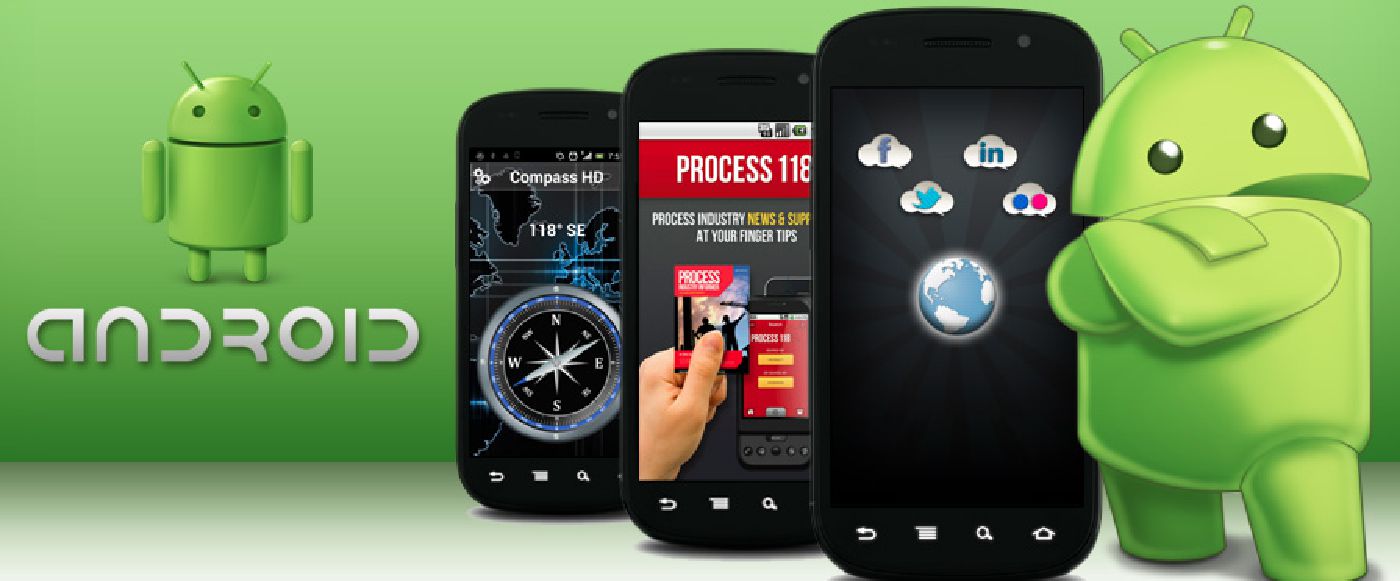 ANDROID
Compass HD
118° SE
N
W
E
S
PROCESS 118
PROCESS INDUSTRY NEWS & SUPP
AT YOUR FINGER TIPS
PROCESS
PROCESS 118
f
in